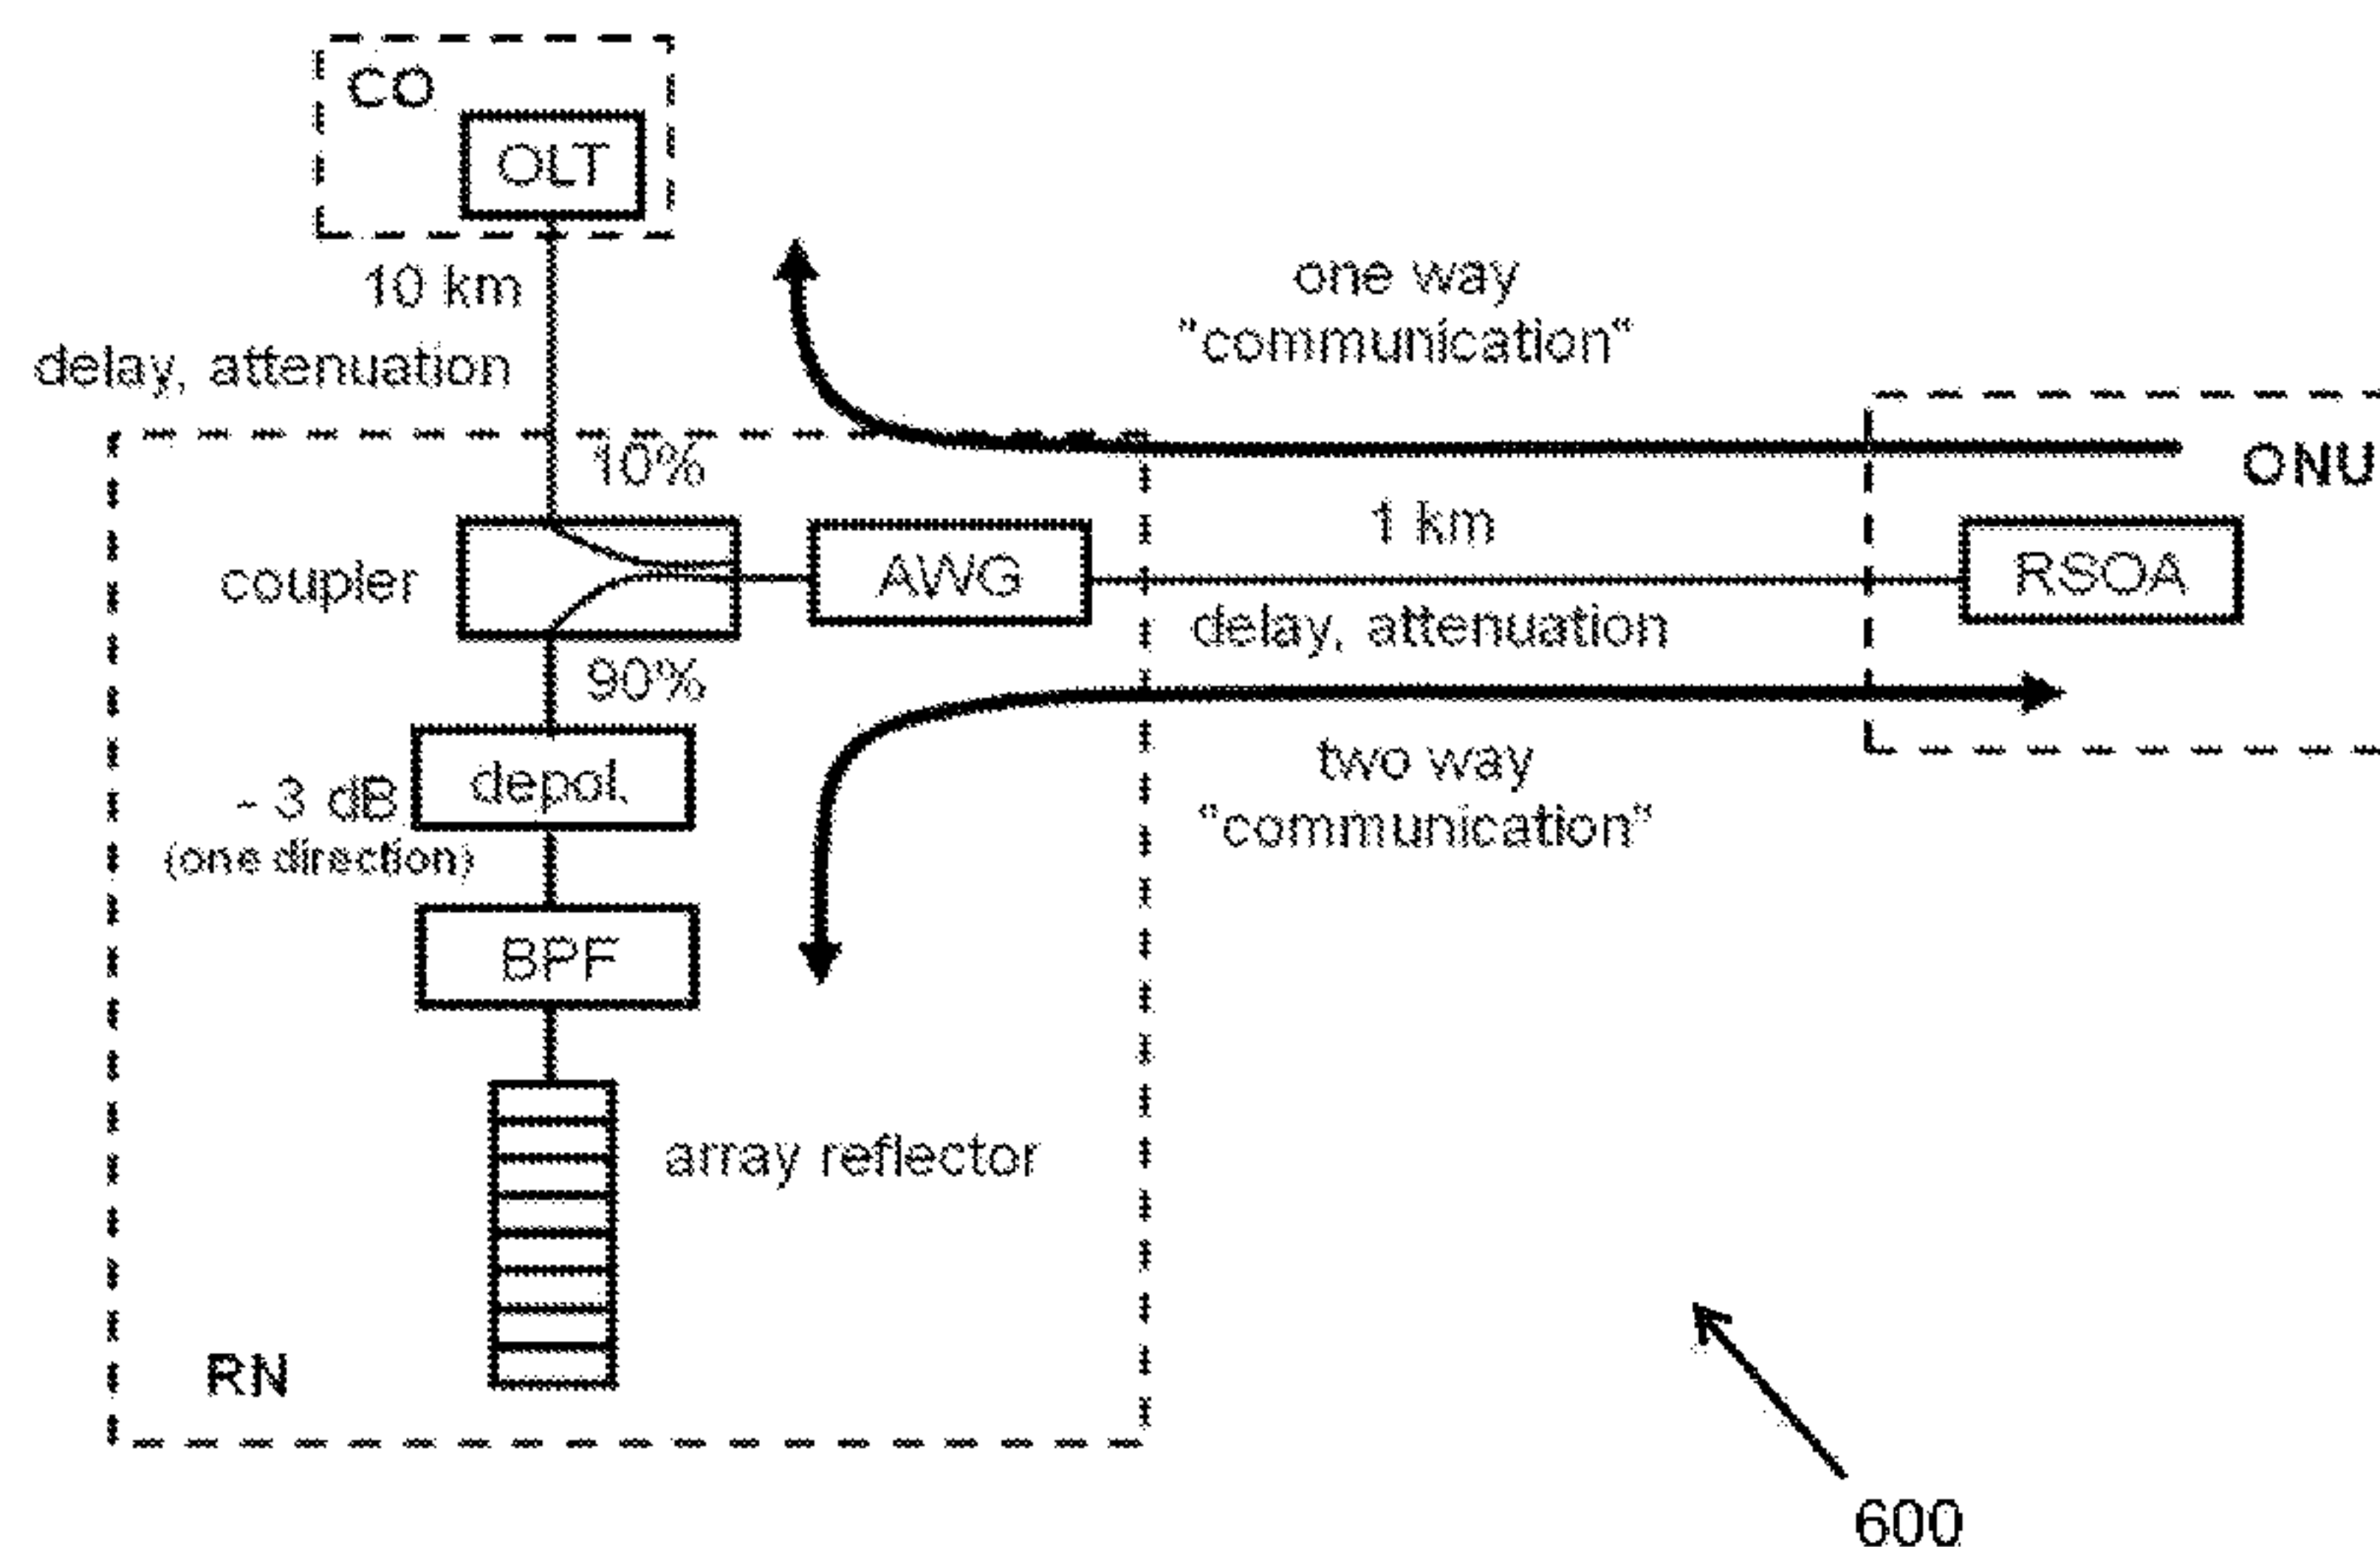 CO
OLT
10 km
delay, attenuation
one way
"communication"
10%
ONU
1 km
coupler
AWG
RSOA
delay, attenuation
90%
depol.
- 3 dB
(one direction)
two way
"communication"
BPF
array reflector
RN
600